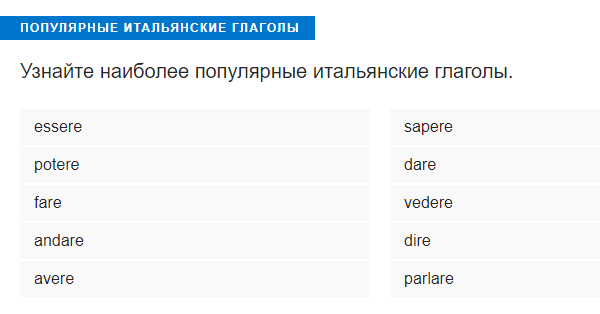 ПОПУЛЯРНЫЕ ИТАЛЬЯНСКИЕ ГЛАГОЛЫ
Узнайте наиболее популярные итальянские глаголы.
essere
potere
fare
andare
avere
sapere
dare
vedere
dire
parlare